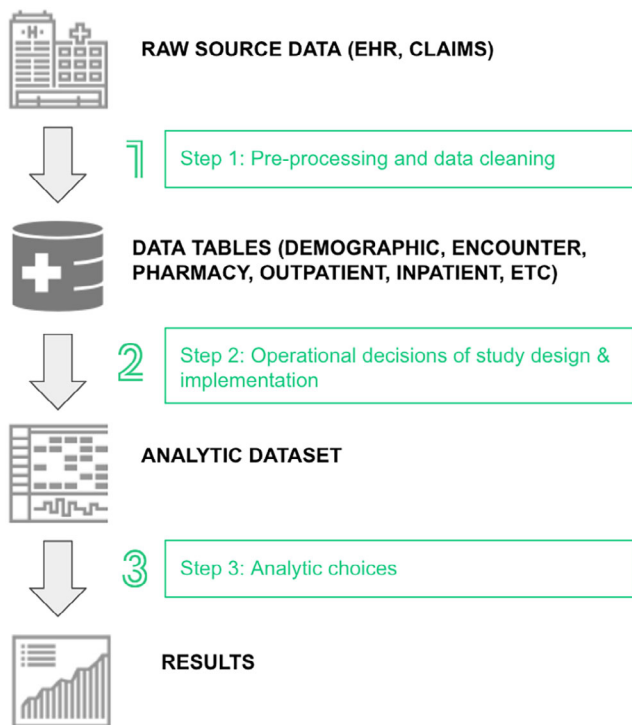 RAW SOURCE DATA (EHR, CLAIMS)
1
Step 1: Pre-processing and data cleaning
DATA TABLES (DEMOGRAPHIC, ENCOUNTER,
PHARMACY, OUTPATIENT, INPATIENT, ETC)
2
Step 2: Operational decisions of study design &
implementation
ANALYTIC DATASET
3
Step 3: Analytic choices
RESULTS